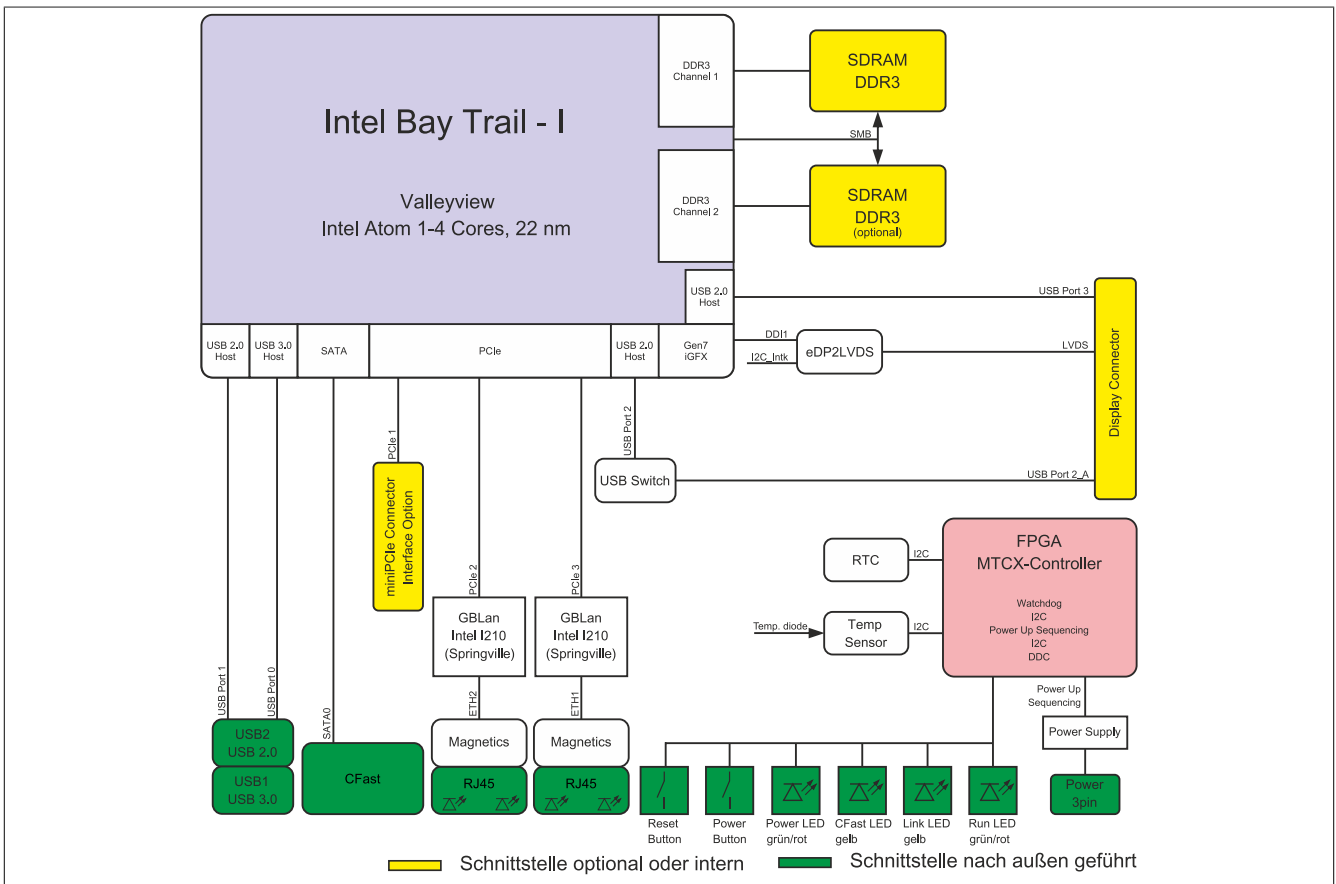 Intel Bay Trail - I
Valleyview
Intel Atom 1-4 Cores, 22 nm
DDR3
Channel 1
DDR3
Channel 2
SDRAM
DDR3
SMB
SDRAM
DDR3
(optional)
USB 2.0
Host
USB Port 3
USB 2.0
Host
USB 3.0
Host
SATA
PCIe
USB 2.0
Host
Gen7
iGFX
DDI1
I2C_Intk
eDP2LVDS
LVDS
Display Connector
USB Port 2
USB Switch
USB Port 2_A
PCIe 1
miniPCIe Connector
Interface Option
PCIe 2
PCIe 3
GBLan
Intel I210
(Springville)
GBLan
Intel I210
(Springville)
ETH2
ETH1
Magnetics
Magnetics
RJ45
RJ45
USB Port 1
USB Port 0
SATA0
USB2
USB 2.0
USB1
USB 3.0
CFast
RTC
I2C
Temp. diode
Temp
Sensor
I2C
FPGA
MTCX-Controller
Watchdog
I2C
Power Up Sequencing
I2C
DDC
Power Up
Sequencing
Power Supply
Power
3pin
Reset
Button
Power
Button
Power LED
grün/rot
CFast LED
gelb
Link LED
gelb
Run LED
grün/rot
Schnittstelle optional oder intern
Schnittstelle nach außen geführt